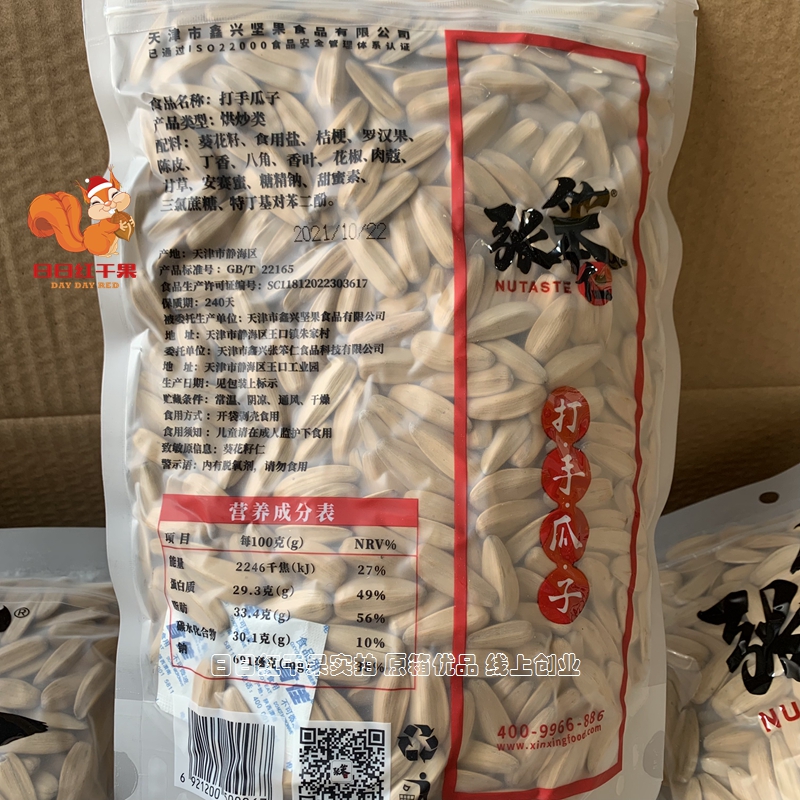 天津市鑫兴坚果食品有限公司
已通过ISO22000食品安全管理体系认证
食品名称：打手瓜子
产品类型：烘炒类
配料：葵花籽、食用盐、桔梗、罗汉果、
陈皮、丁香、八角、香叶、花椒、肉蔻、
甘草、安赛蜜、糖精钠、甜蜜素、
三氯蔗糖、特丁基对苯二酚。
2021/10/22
产地：天津市静海区
产品标准号：GB/T 22165
食品生产许可证编号：SC11812022303617
保质期：240天
被委托生产单位：天津市鑫兴坚果食品有限公司
地 址：天津市静海区王口镇朱家村
委托单位：天津市鑫兴张笨仁食品科技有限公司
地 址：天津市静海区王口工业园
生产日期：见包装上标示
贮藏条件：常温、阴凉、通风、干燥
食用方式：开袋剥壳食用
食用须知：儿童请在成人监护下食用
致敏原信息：葵花籽仁
警示语：内有脱氧剂，请勿食用
营养成分表
项目 每100克(g) NRV%
能量 2246千焦(kJ) 27%
蛋白质 29.3克(g) 49%
脂肪 33.4克(g) 56%
碳水化合物 30.1克(g) 10%
钠
张笨仁®
NUTASTE
打·手·瓜·子
400-9966-886
www.xinxingfood.com
日日红干果
DAY DAY RED
日日红干果实拍 原箱优品 线上创业
张
NU
®